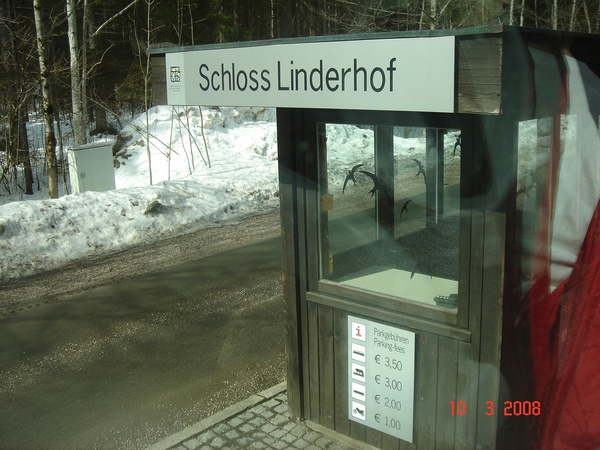 Schloss Linderhof
i Parkgebühren
Parking-fees
€ 3,50
€ 3,00
€ 2,00
€ 1,00
10 3 2008